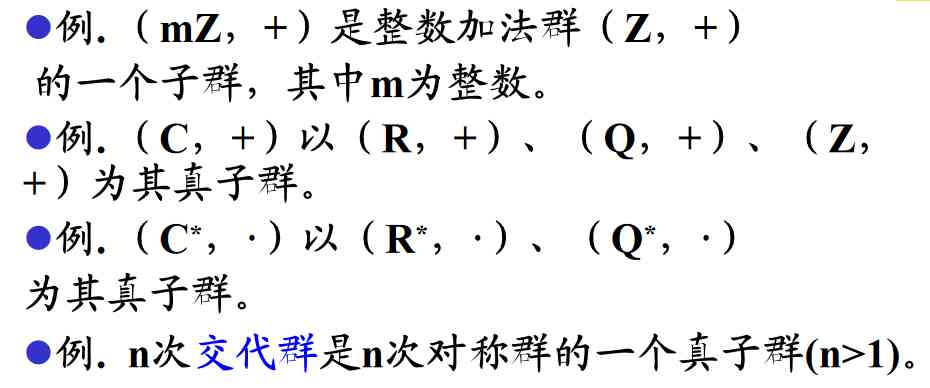 ●例.（mZ，+）是整数加法群（Z，+）
的一个子群，其中m为整数。
●例.（C，+）以（R，+）、（Q，+）、（Z，
+）为其真子群。
●例.（C*，·）以（R*，·）、（Q*，·）
为其真子群。
●例. n次交代群是n次对称群的一个真子群(n>1)。